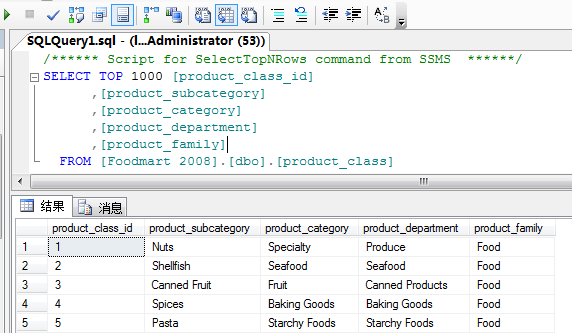 SQLQuery1.sql - (l...Administrator (53))
/****** Script for SelectTopNRows command from SSMS  ******/
SELECT TOP 1000 [product_class_id]
      ,[product_subcategory]
      ,[product_category]
      ,[product_department]
      ,[product_family]
  FROM [Foodmart 2008].[dbo].[product_class]
结果 消息
product_class_id product_subcategory product_category product_department product_family
1 1 Nuts Specialty Produce Food
2 2 Shellfish Seafood Seafood Food
3 3 Canned Fruit Fruit Canned Products Food
4 4 Spices Baking Goods Baking Goods Food
5 5 Pasta Starchy Foods Starchy Foods Food